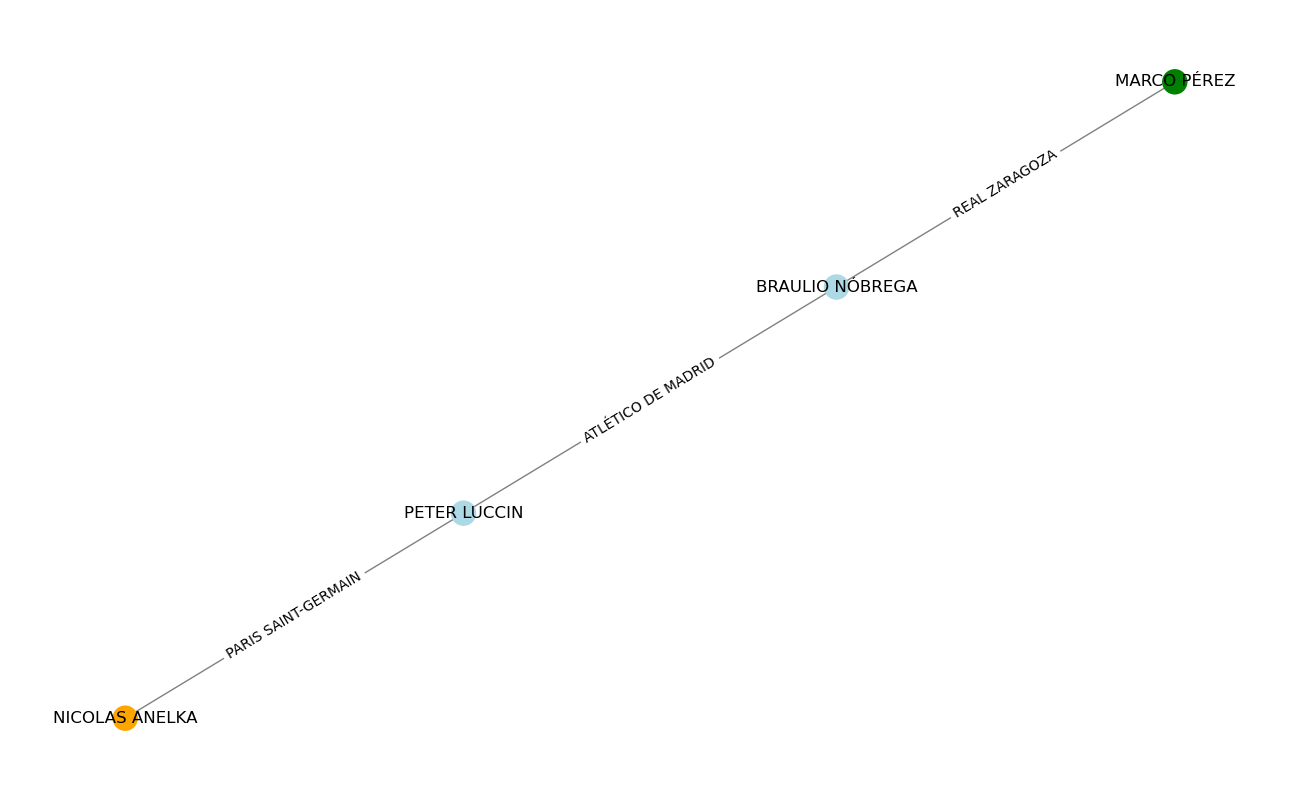 MARCO PÉREZ
REAL ZARAGOZA
BRAULIO NÓBREGA
ATLÉTICO DE MADRID
PETER LUCCIN
PARIS SAINT-GERMAIN
NICOLAS ANELKA